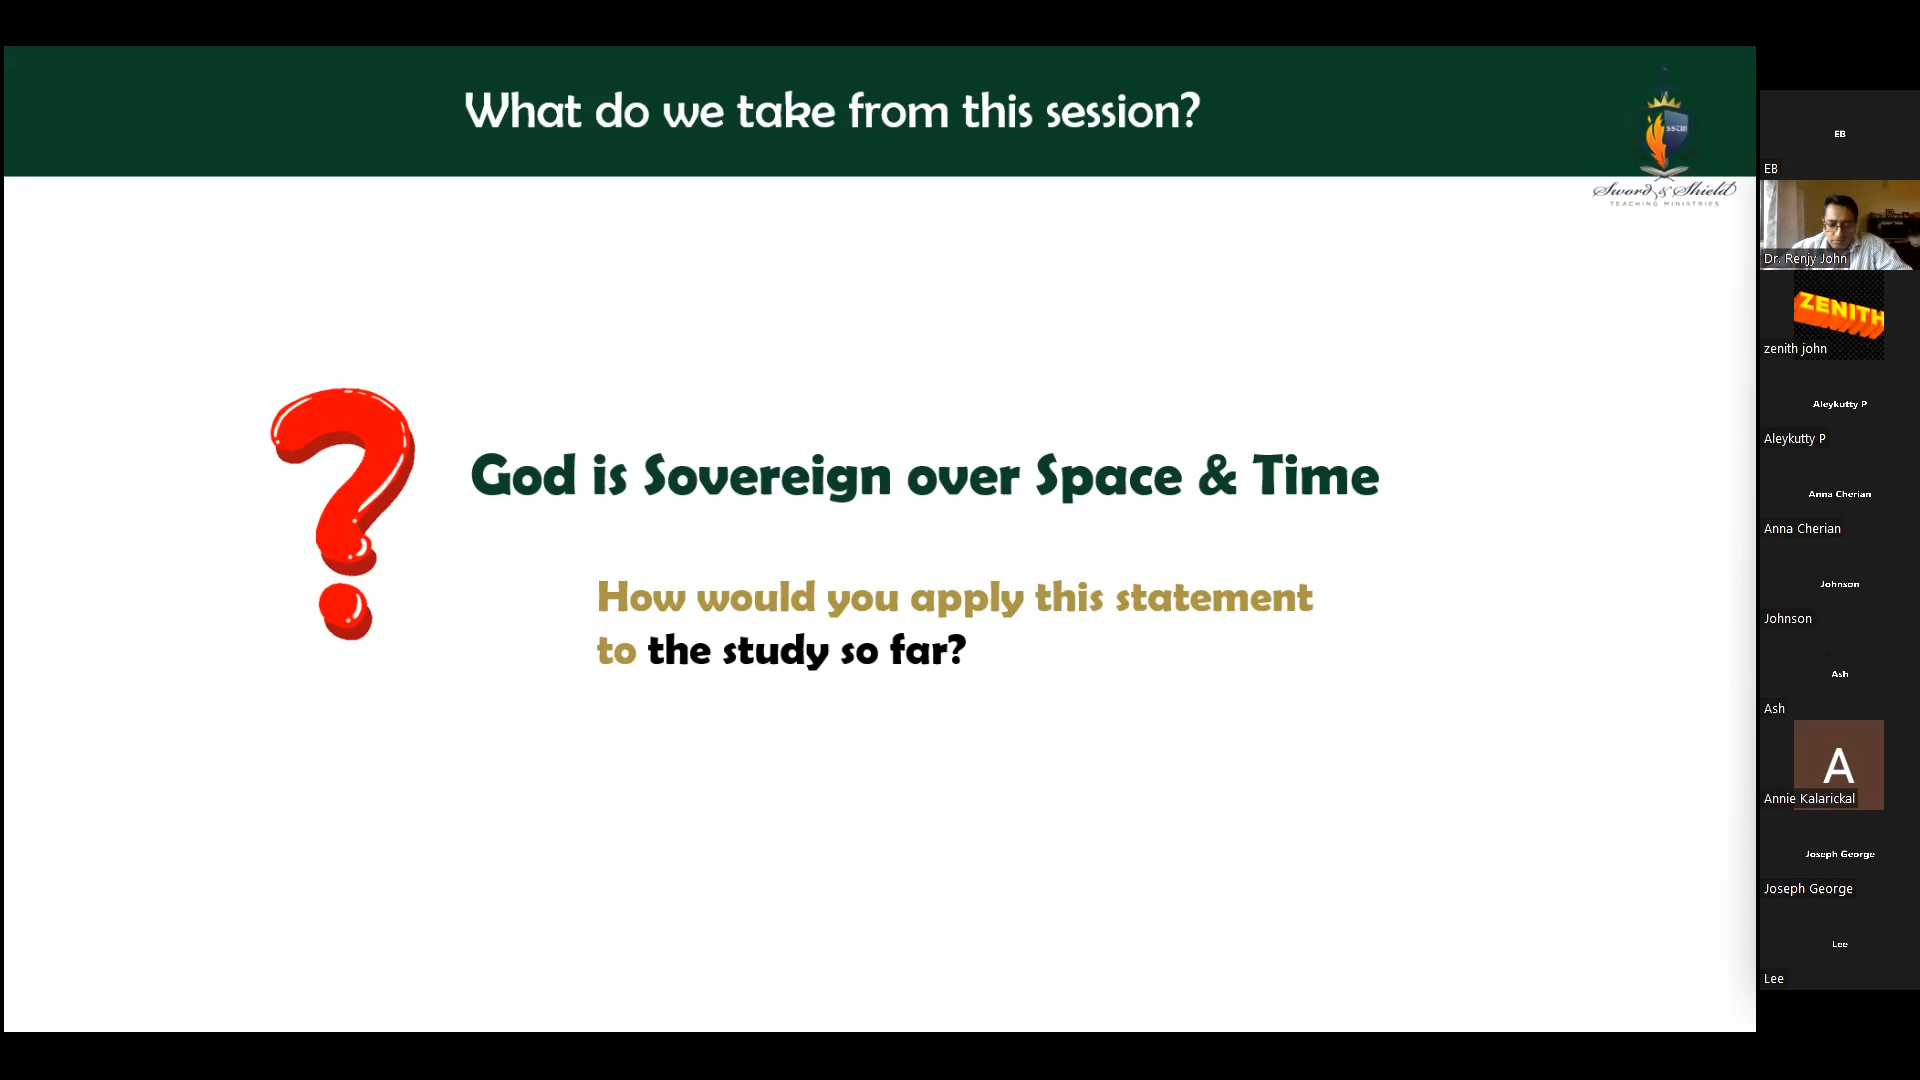 What do we take from this session?
SSTM
Sword & Shield
TEACHING MINISTRIES
God is Sovereign over Space & Time
How would you apply this statement
to the study so far?
EB
EB
Dr. Renjy John
ZENITH
zenith john
Aleykutty P
Aleykutty P
Anna Cherian
Anna Cherian
Johnson
Johnson
Ash
Ash
A
Annie Kalarickal
Joseph George
Joseph George
Lee
Lee